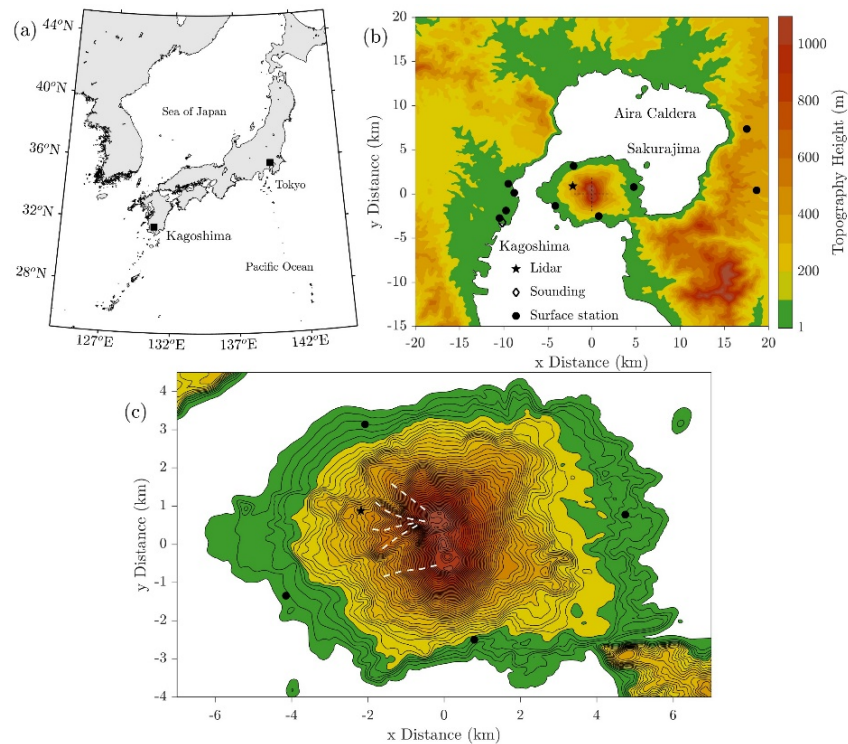 (a)
44°N
40°N
36°N
32°N
28°N
Sea of Japan
Tokyo
Kagoshima
Pacific Ocean
127°E
132°E
137°E
142°E
(b)
20
15
10
5
0
-5
-10
-15
y Distance (km)
Aira Caldera
Sakurajima
Kagoshima
Lidar
Sounding
Surface station
-20
-15
-10
-5
0
5
10
15
20
x Distance (km)
1000
800
600
400
200
1
Topography Height (m)
(c)
4
3
2
1
0
-1
-2
-3
-4
y Distance (km)
-6
-4
-2
0
2
4
6
x Distance (km)